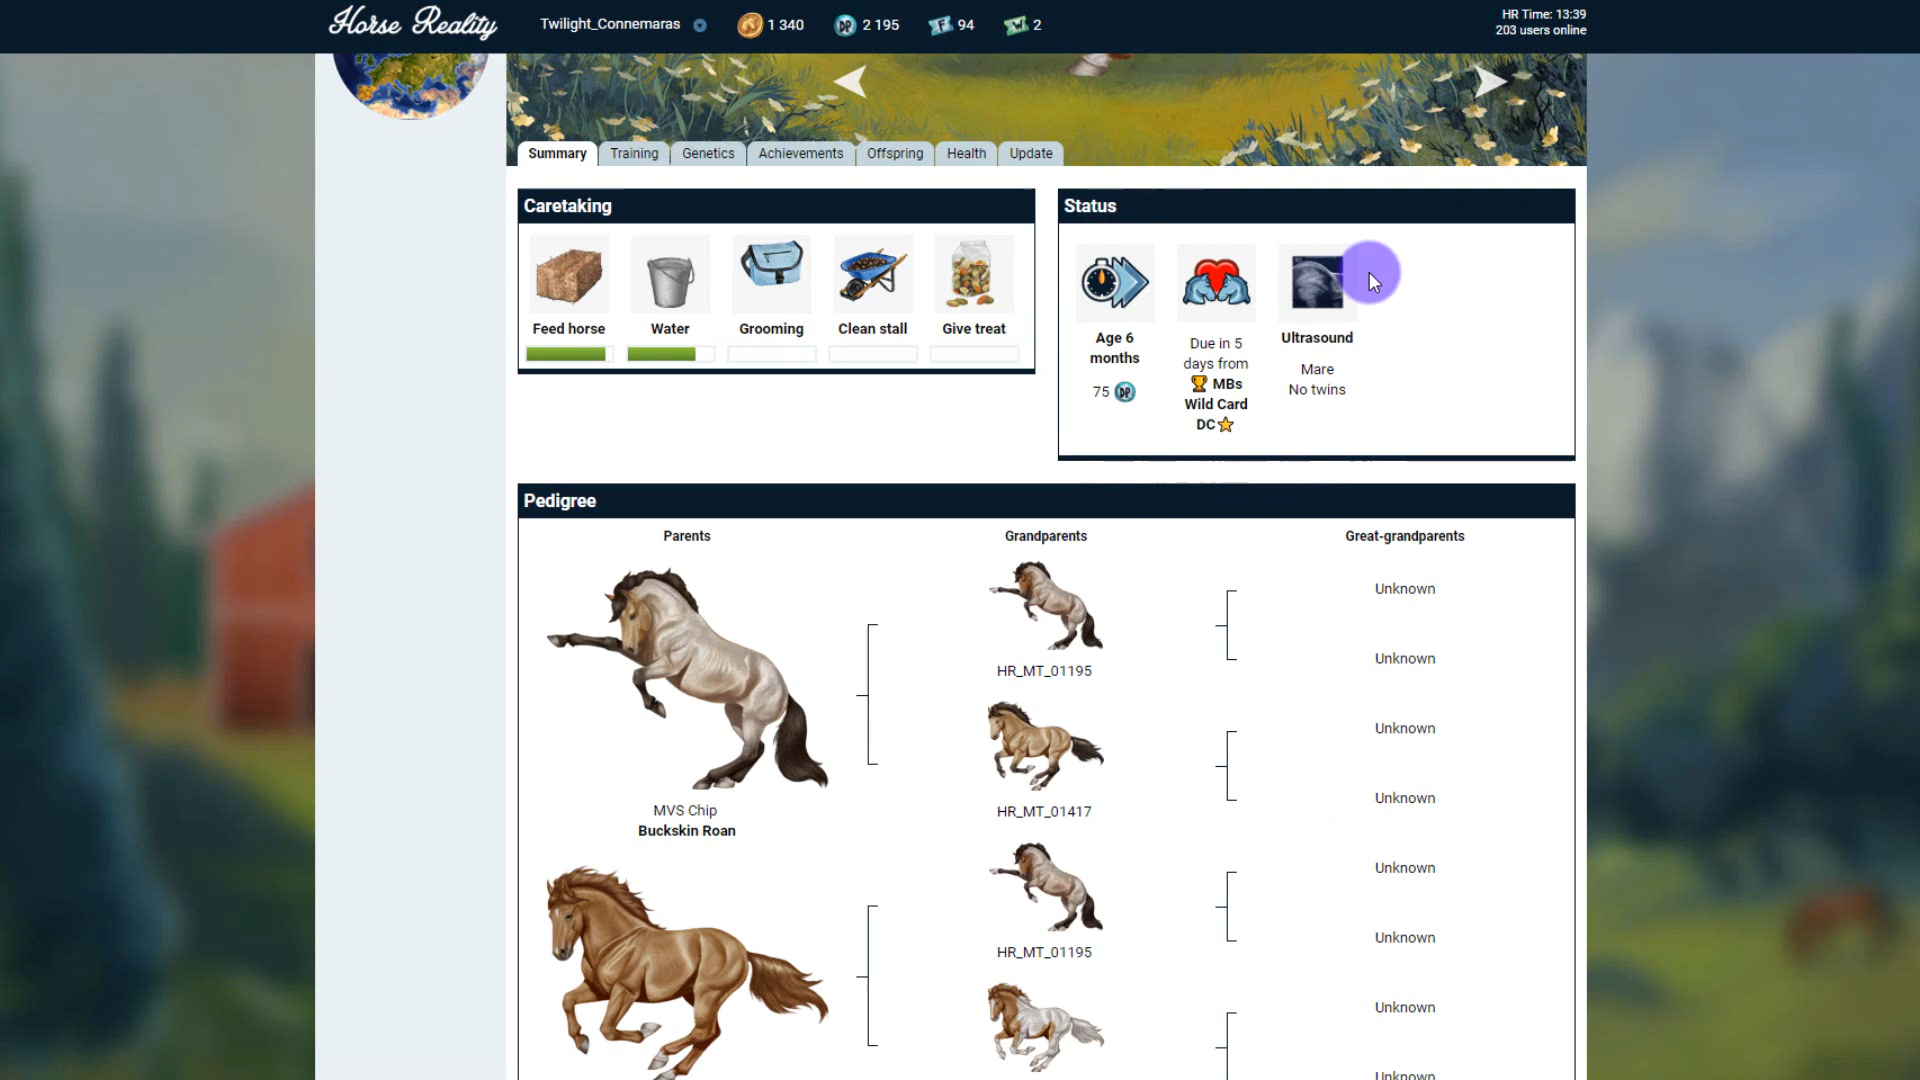 Horse Reality
Twilight_Connemaras
1 340
DP
2 195
F
94
W
2
HR Time: 13:39
203 users online
Summary
Training
Genetics
Achievements
Offspring
Health
Update
Caretaking
Feed horse
Water
Grooming
Clean stall
Give treat
Status
Age 6
months
75 DP
Due in 5
days from
MBs
Wild Card
DC
Ultrasound
Mare
No twins
Pedigree
Parents
Grandparents
Great-grandparents
MVS Chip
Buckskin Roan
HR_MT_01195
HR_MT_01417
HR_MT_01195
Unknown
Unknown
Unknown
Unknown
Unknown
Unknown
Unknown
Unknown